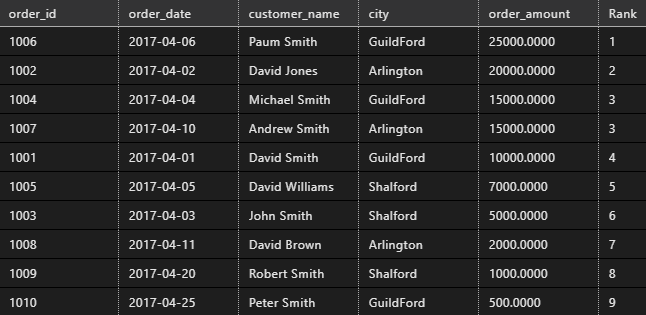 order_id order_date customer_name city order_amount Rank
1006 2017-04-06 Paum Smith GuildFord 25000.0000 1
1002 2017-04-02 David Jones Arlington 20000.0000 2
1004 2017-04-04 Michael Smith GuildFord 15000.0000 3
1007 2017-04-10 Andrew Smith Arlington 15000.0000 3
1001 2017-04-01 David Smith GuildFord 10000.0000 4
1005 2017-04-05 David Williams Shalford 7000.0000 5
1003 2017-04-03 John Smith Shalford 5000.0000 6
1008 2017-04-11 David Brown Arlington 2000.0000 7
1009 2017-04-20 Robert Smith Shalford 1000.0000 8
1010 2017-04-25 Peter Smith GuildFord 500.0000 9